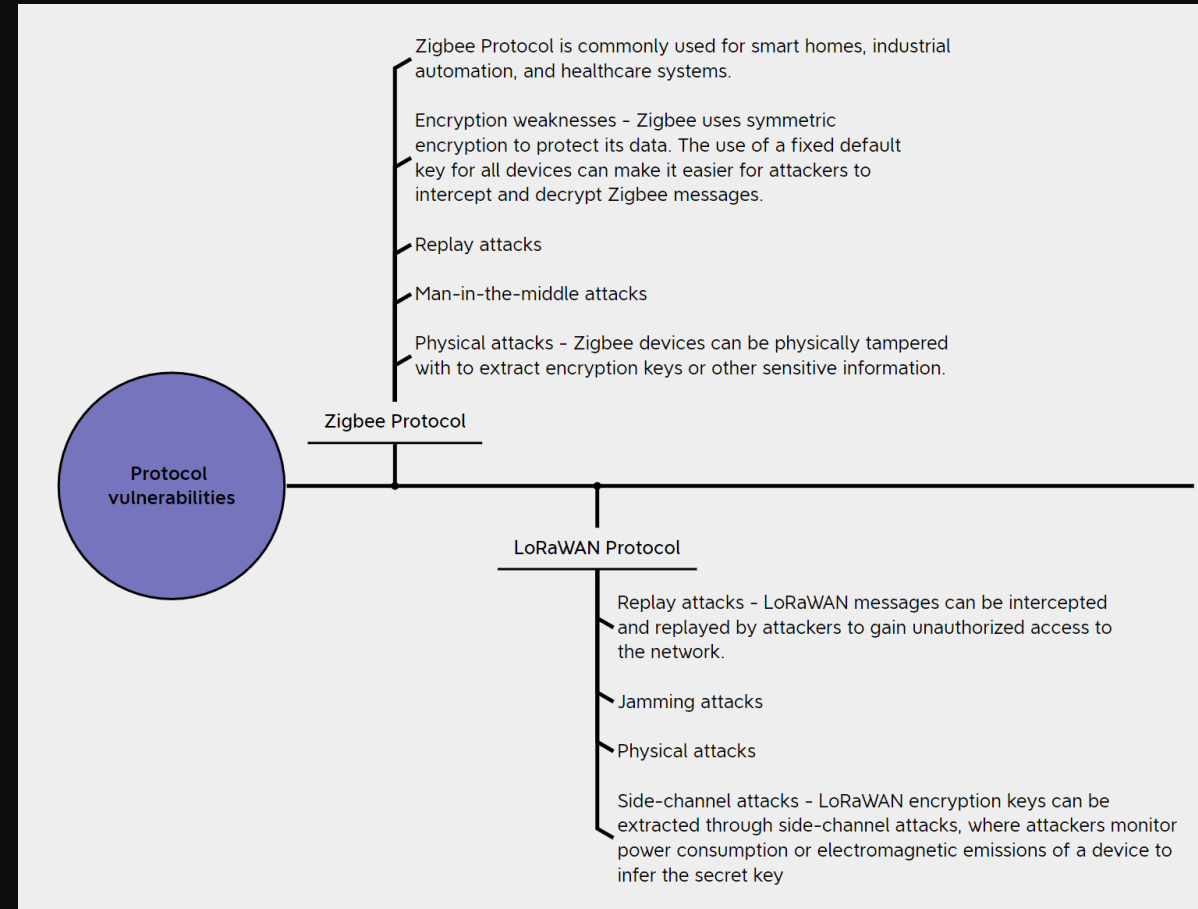 Zigbee Protocol is commonly used for smart homes, industrial
automation, and healthcare systems.
Encryption weaknesses - Zigbee uses symmetric
encryption to protect its data. The use of a fixed default
key for all devices can make it easier for attackers to
intercept and decrypt Zigbee messages.
Replay attacks
Man-in-the-middle attacks
Physical attacks - Zigbee devices can be physically tampered
with to extract encryption keys or other sensitive information.
Zigbee Protocol
Protocol
vulnerabilities
LoRaWAN Protocol
Replay attacks - LoRaWAN messages can be intercepted
and replayed by attackers to gain unauthorized access to
the network.
Jamming attacks
Physical attacks
Side-channel attacks - LoRaWAN encryption keys can be
extracted through side-channel attacks, where attackers monitor
power consumption or electromagnetic emissions of a device to
infer the secret key